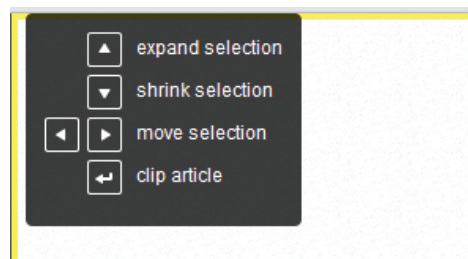 expand selection
shrink selection
move selection
clip article